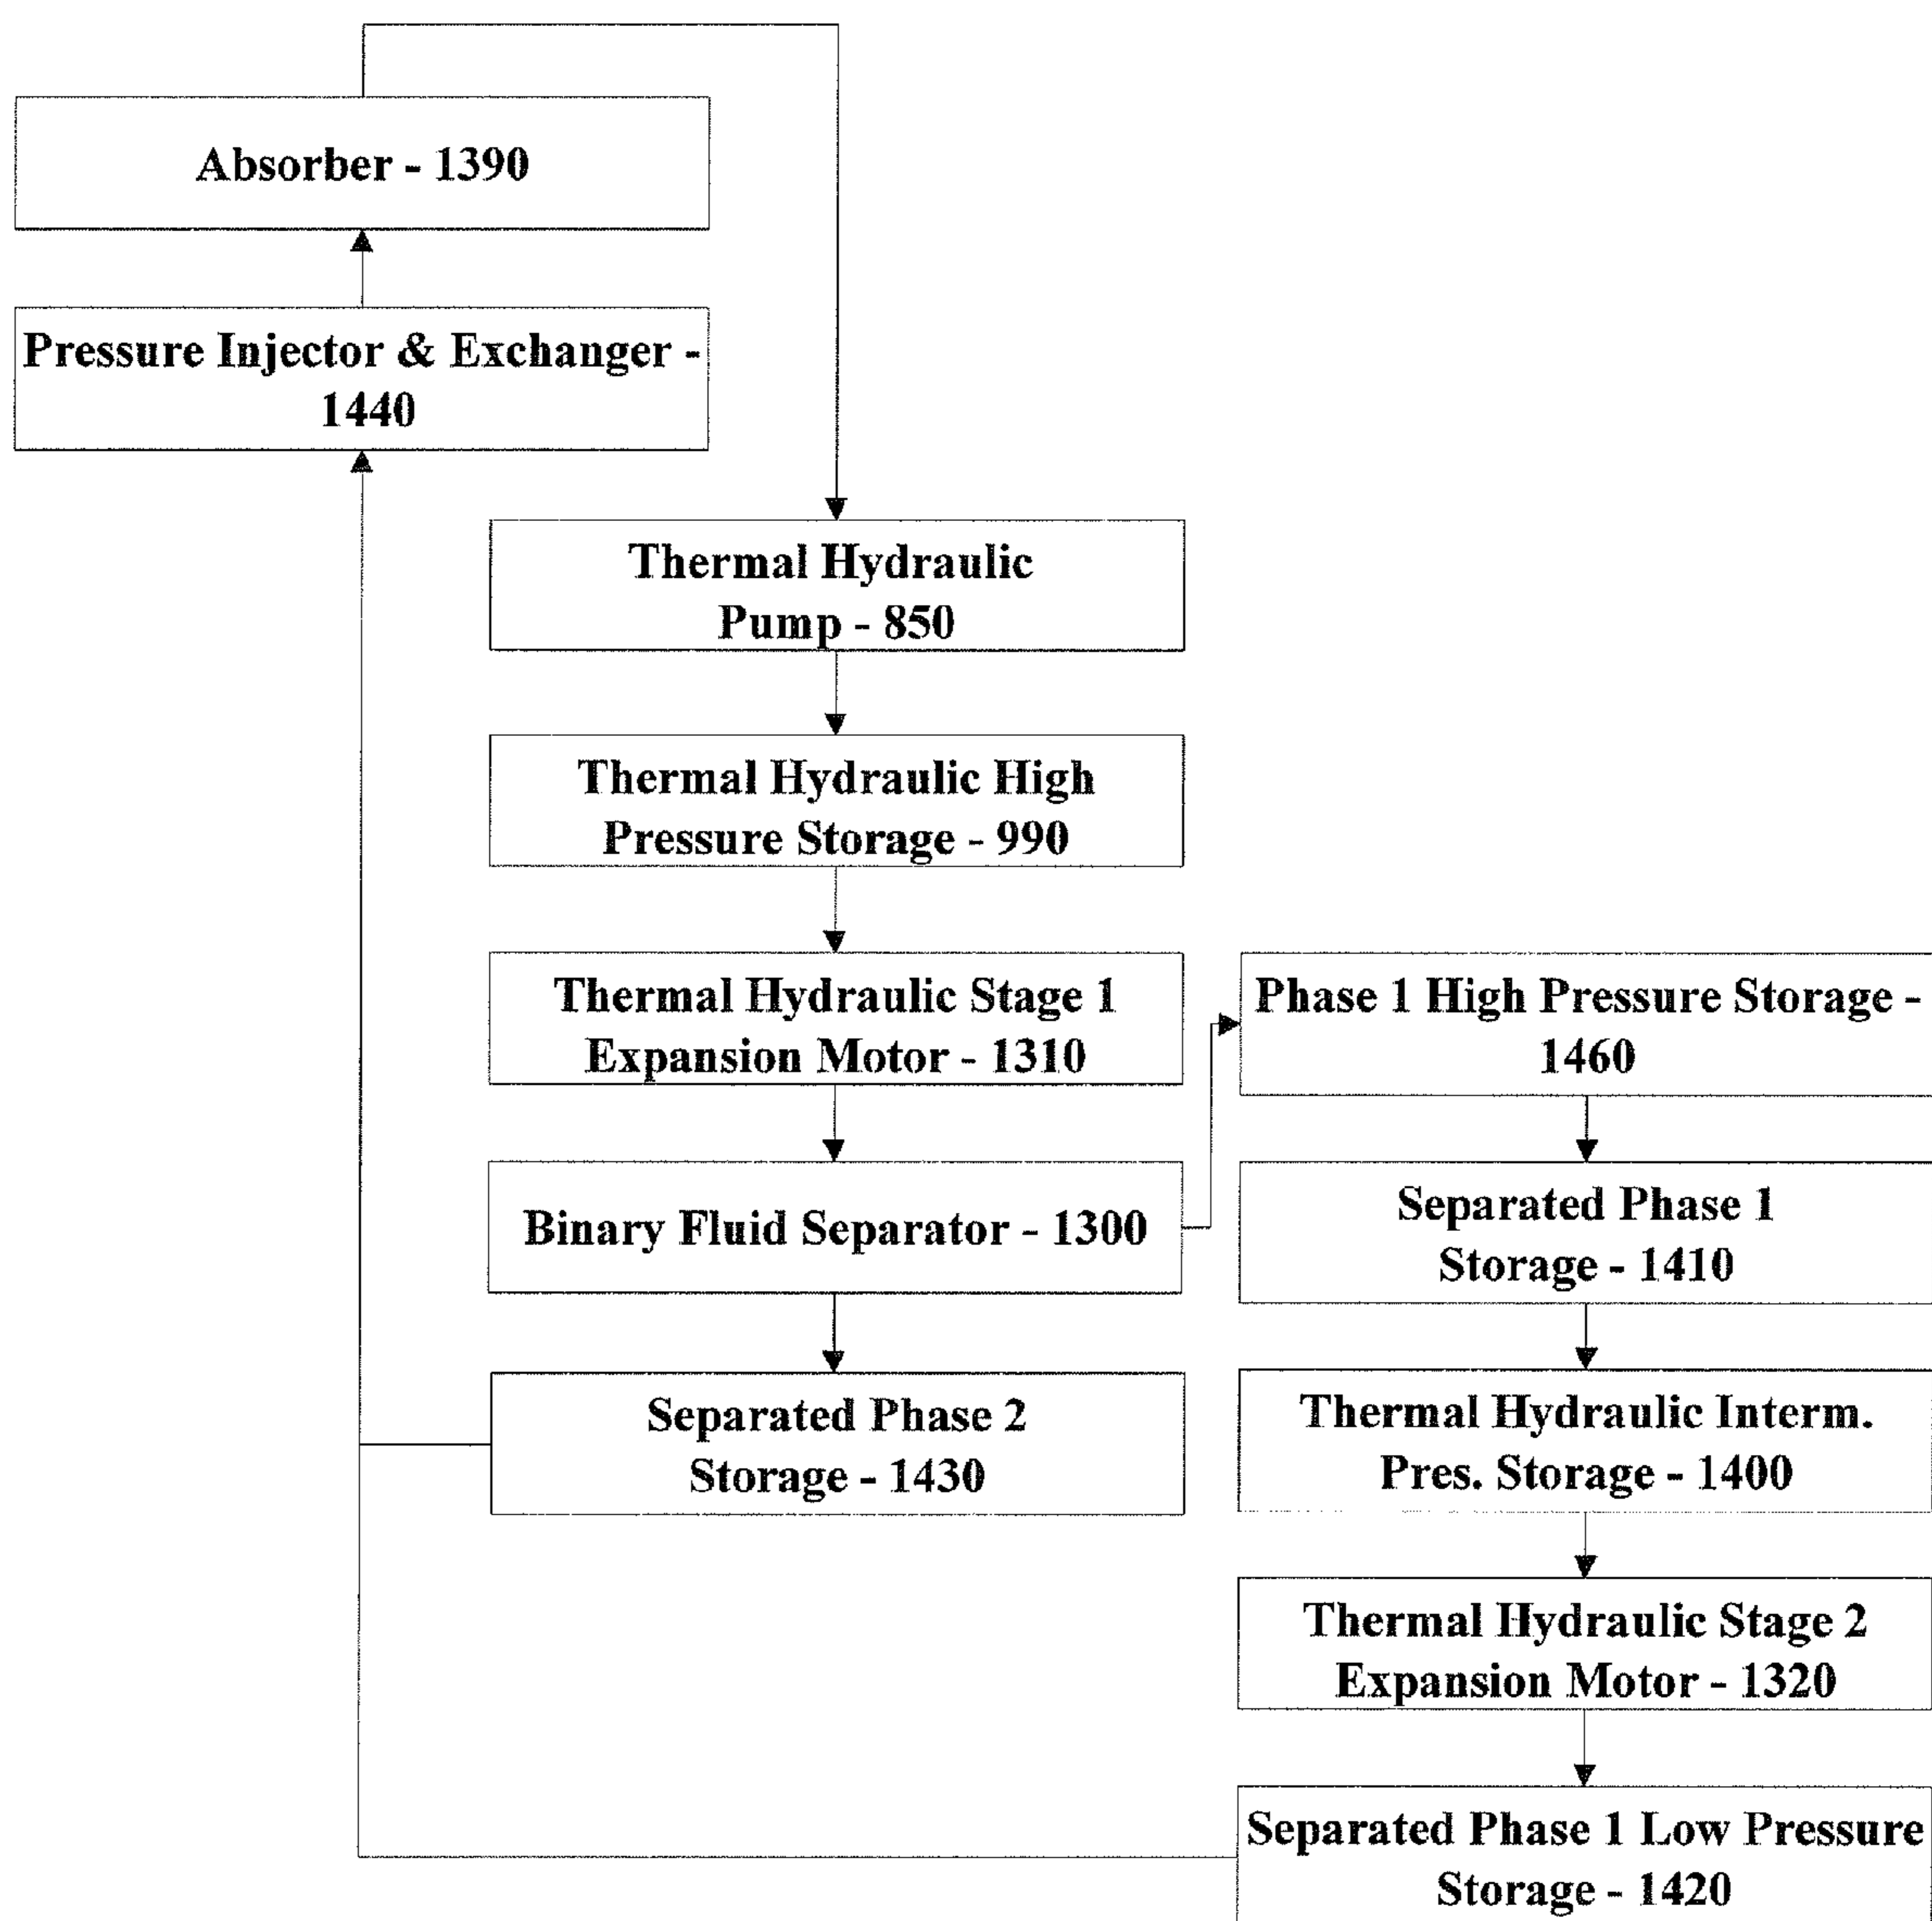 Absorber - 1390
Pressure Injector & Exchanger -
1440
Thermal Hydraulic
Pump - 850
Thermal Hydraulic High
Pressure Storage - 990
Thermal Hydraulic Stage 1
Expansion Motor - 1310
Phase 1 High Pressure Storage -
1460
Binary Fluid Separator - 1300
Separated Phase 1
Storage - 1410
Separated Phase 2
Storage - 1430
Thermal Hydraulic Interm.
Pres. Storage - 1400
Thermal Hydraulic Stage 2
Expansion Motor - 1320
Separated Phase 1 Low Pressure
Storage - 1420